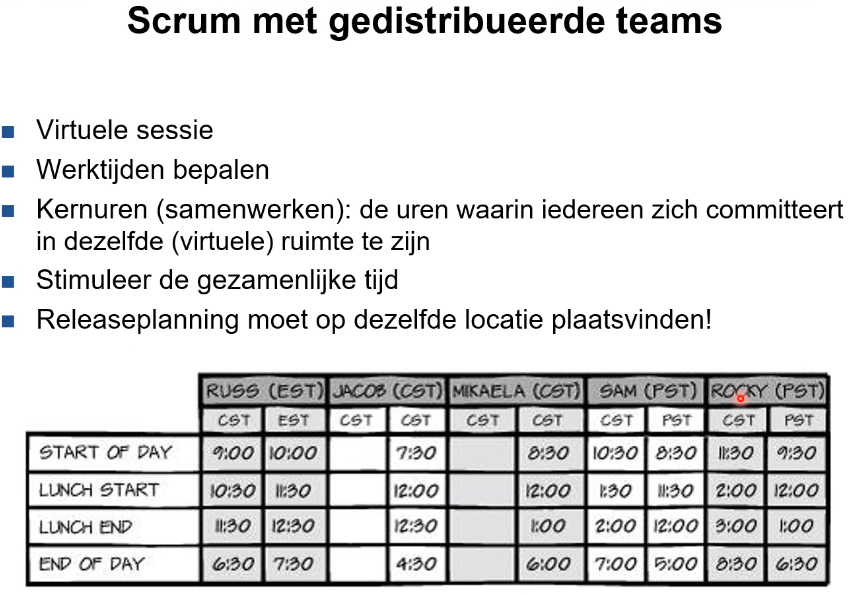 Scrum met gedistribueerde teams
Virtuele sessie
Werktijden bepalen
Kernuren (samenwerken): de uren waarin iedereen zich committeert
in dezelfde (virtuele) ruimte te zijn
Stimuleer de gezamenlijke tijd
Releaseplanning moet op dezelfde locatie plaatsvinden!
RUSS (EST) JACOB (CST) MIKAELA (CST) SAM (PST) ROCKY (PST)
CST EST CST CST CST CST CST PST CST PST
START OF DAY 9:00 10:00 7:30 8:30 10:30 8:30 11:30 9:30
LUNCH START 10:30 11:30 12:00 12:00 1:30 11:30 2:00 12:00
LUNCH END 11:30 12:30 12:30 1:00 2:00 12:00 3:00 1:00
END OF DAY 6:30 7:30 4:30 6:00 7:00 5:00 8:30 6:30